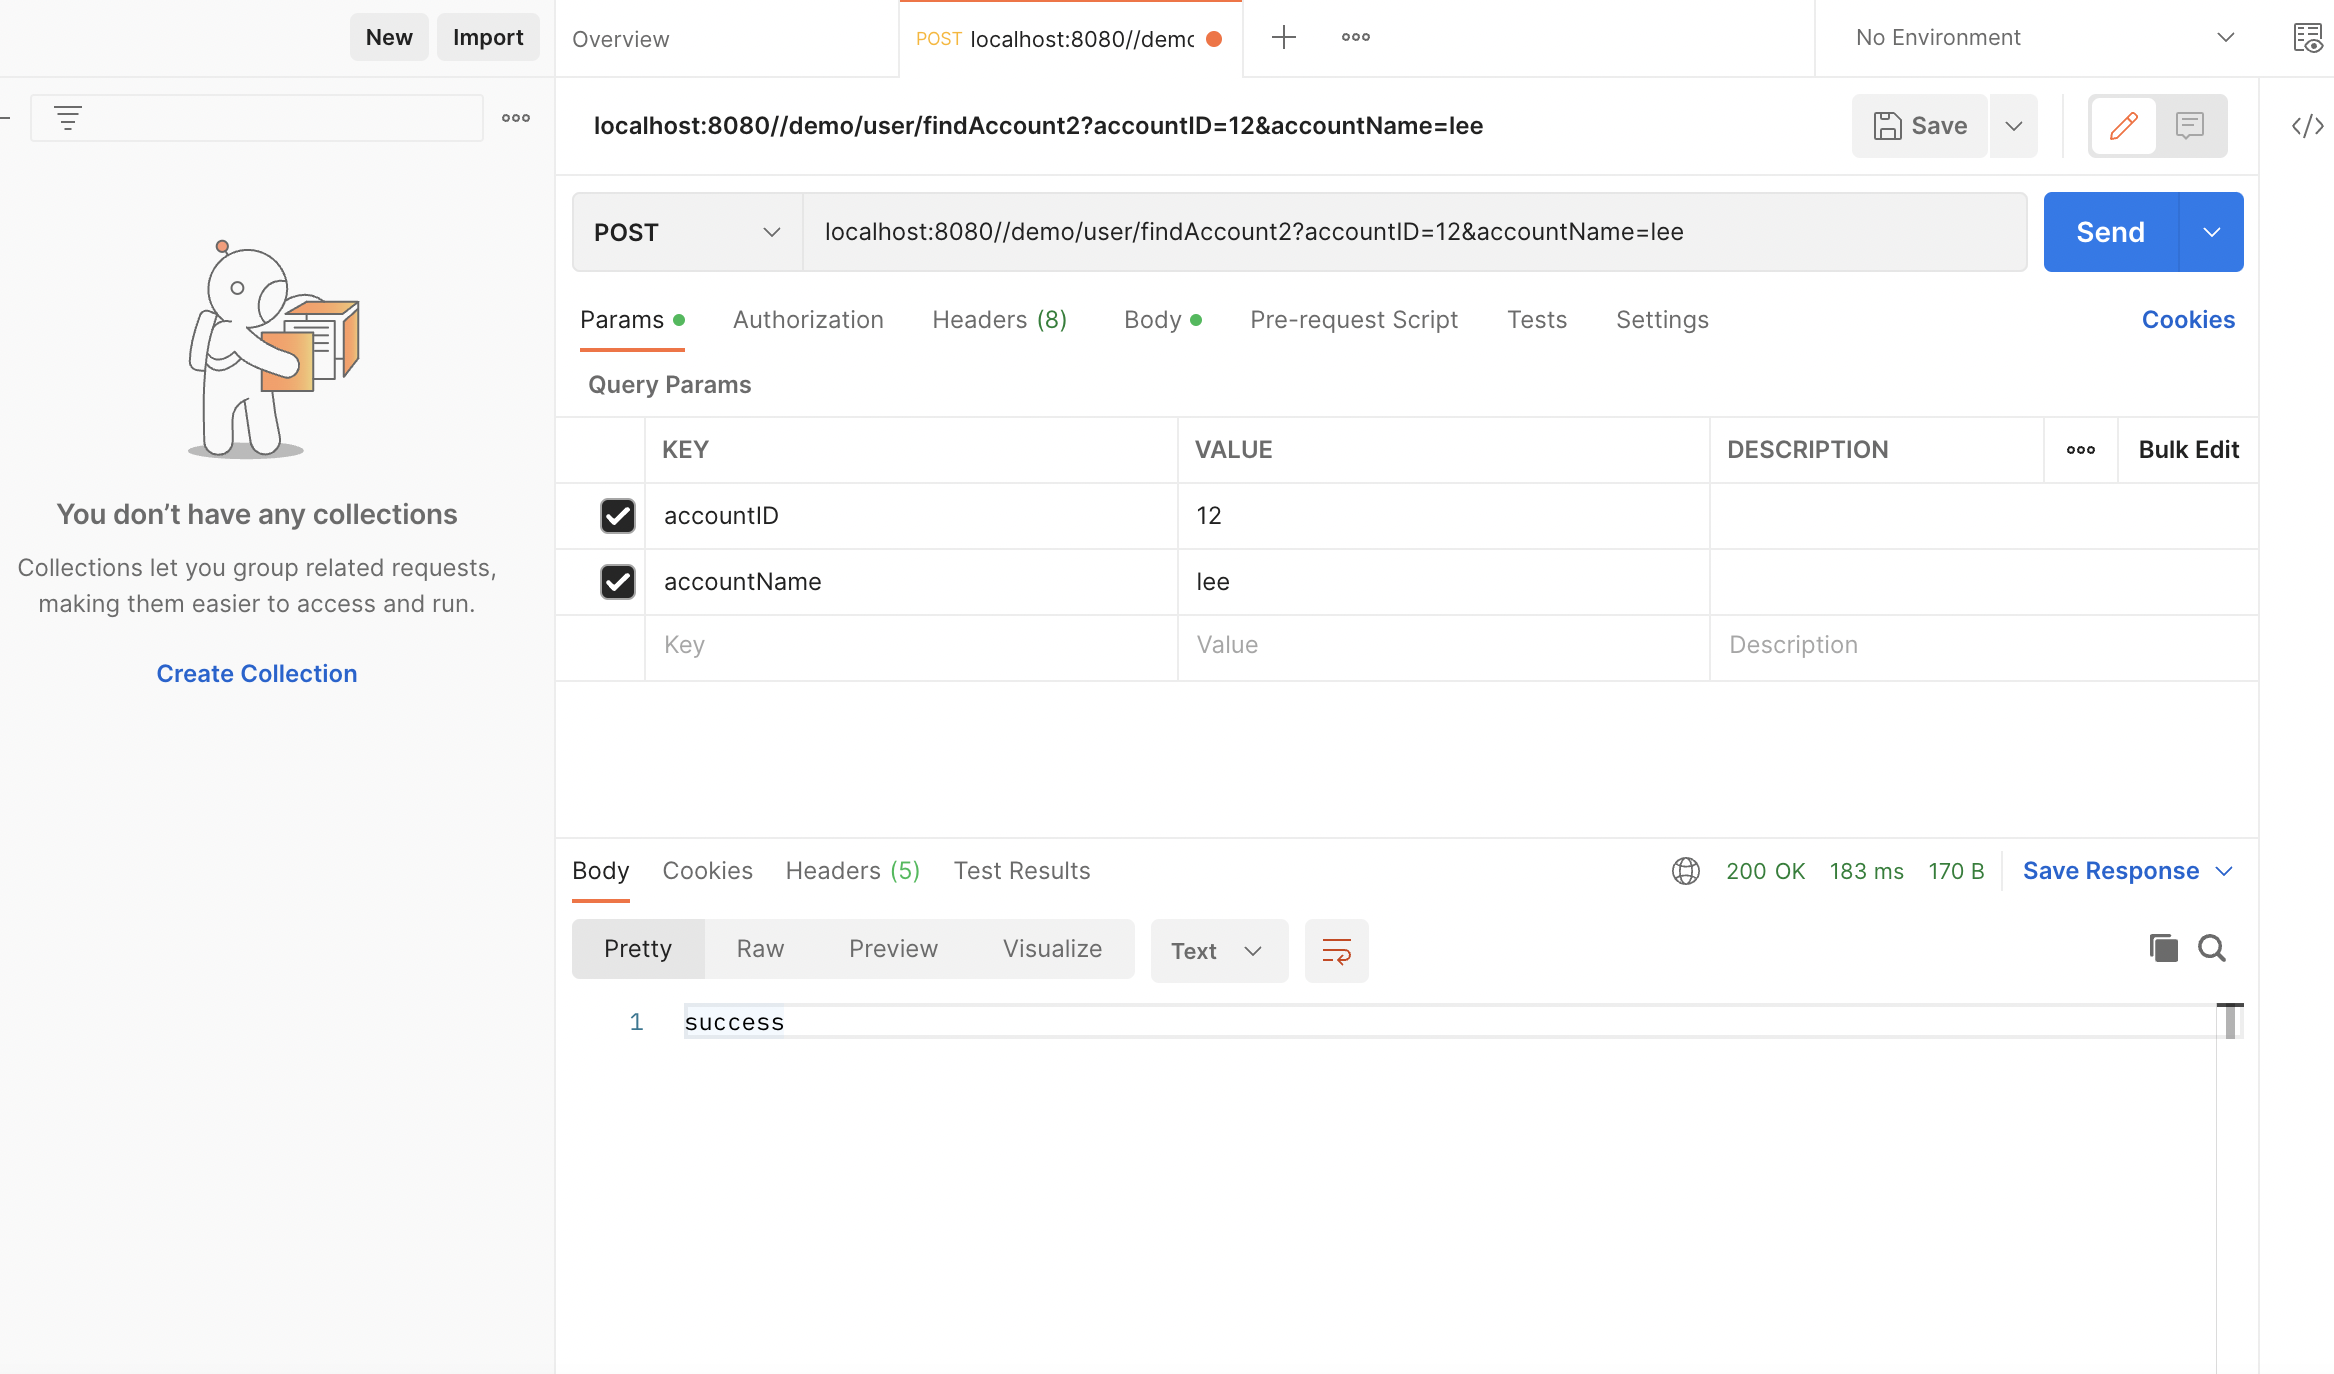 New Import
Overview
POST localhost:8080//demo
No Environment
localhost:8080//demo/user/findAccount2?accountID=12&accountName=lee
Save
POST
localhost:8080//demo/user/findAccount2?accountID=12&accountName=lee
Send
Params Authorization Headers (8) Body Pre-request Script Tests Settings Cookies
Query Params
KEY VALUE DESCRIPTION Bulk Edit
accountID 12
accountName lee
Key Value Description
You don’t have any collections
Collections let you group related requests,
making them easier to access and run.
Create Collection
Body Cookies Headers (5) Test Results 200 OK 183 ms 170 B Save Response
Pretty Raw Preview Visualize Text
1 success